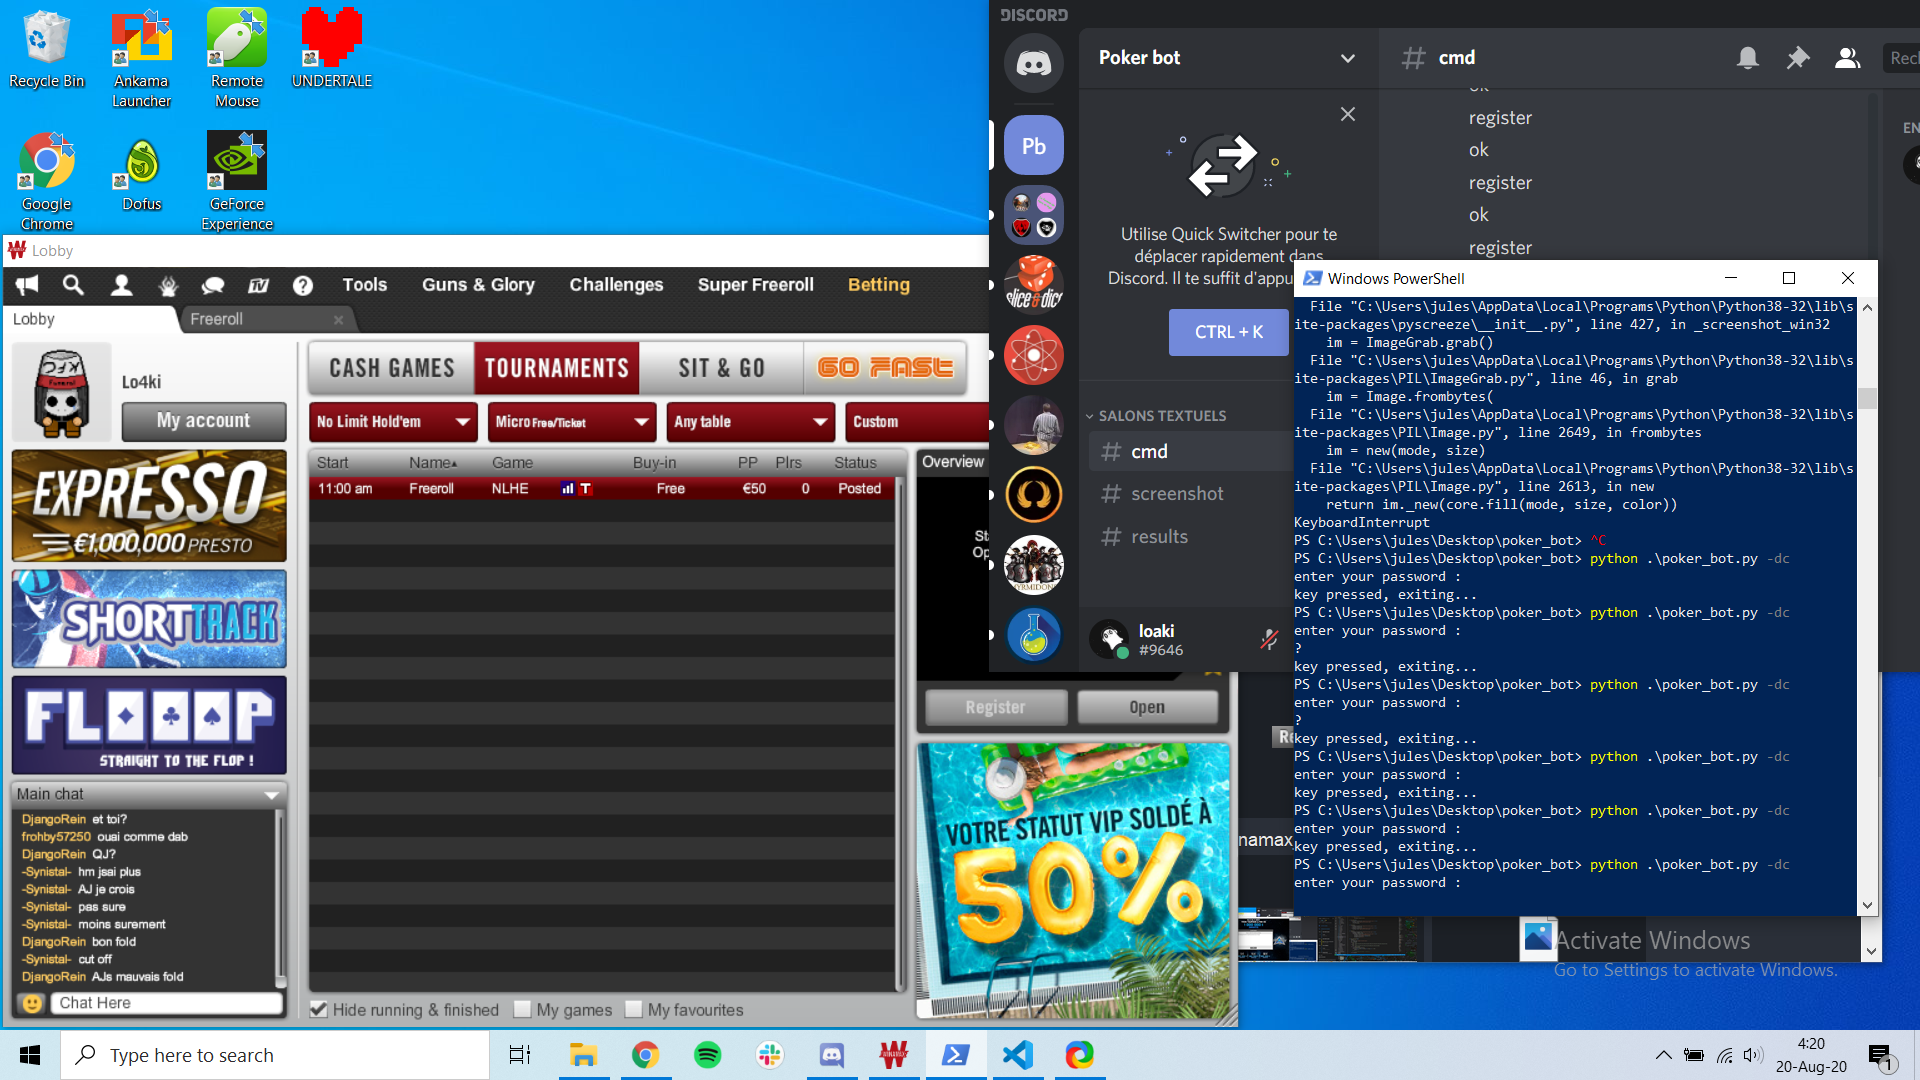 Recycle Bin
Ankama
Launcher
Remote
Mouse
UNDERTALE
Google
Chrome
Dofus
GeForce
Experience
Lobby
Tools
Guns & Glory
Challenges
Super Freeroll
Betting
Lobby
Freeroll
Lo4ki
My account
CASH GAMES
TOURNAMENTS
SIT & GO
GO FAST
No Limit Hold'em
Micro Free/Ticket
Any table
Custom
Start Name Game Buy-in PP Plrs Status
11:00 am Freeroll NLHE T Free €50 0 Posted
EXPRESSO
€1,000,000 PRESTO
SHORTTRACK
FLOOOP
STRAIGHT TO THE FLOP !
Main chat
DjangoRein et toi?
frohby57250 ouai comme dab
DjangoRein QJ?
-Synistal- hm jsai plus
-Synistal- AJ je crois
-Synistal- pas sure
-Synistal- moins surement
DjangoRein bon fold
-Synistal- cut off
DjangoRein AJs mauvais fold
Chat Here
Hide running & finished
My games
My favourites
Overview
St
Op
Register
Open
VOTRE STATUT VIP SOLDÉ À
50%
DISCORD
Poker bot
Pb
slice&dice
MYRMIDONS
Utilise Quick Switcher pour te
déplacer rapidement dans
Discord. Il te suffit d'appu
CTRL + K
SALONS TEXTUELS
# cmd
# screenshot
# results
loaki
#9646
# cmd
Recl
EN
ok
register
ok
register
ok
register
Re
namax
Windows PowerShell
File "C:\Users\jules\AppData\Local\Programs\Python\Python38-32\lib\s
ite-packages\pyscreeze\__init__.py", line 427, in _screenshot_win32
im = ImageGrab.grab()
File "C:\Users\jules\AppData\Local\Programs\Python\Python38-32\lib\s
ite-packages\PIL\ImageGrab.py", line 46, in grab
im = Image.frombytes(
File "C:\Users\jules\AppData\Local\Programs\Python\Python38-32\lib\s
ite-packages\PIL\Image.py", line 2649, in frombytes
im = new(mode, size)
File "C:\Users\jules\AppData\Local\Programs\Python\Python38-32\lib\s
ite-packages\PIL\Image.py", line 2613, in new
return im._new(core.fill(mode, size, color))
KeyboardInterrupt
PS C:\Users\jules\Desktop\poker_bot> ^C
PS C:\Users\jules\Desktop\poker_bot> python .\poker_bot.py -dc
enter your password :
key pressed, exiting...
PS C:\Users\jules\Desktop\poker_bot> python .\poker_bot.py -dc
enter your password :
?
key pressed, exiting...
PS C:\Users\jules\Desktop\poker_bot> python .\poker_bot.py -dc
enter your password :
?
key pressed, exiting...
PS C:\Users\jules\Desktop\poker_bot> python .\poker_bot.py -dc
enter your password :
key pressed, exiting...
PS C:\Users\jules\Desktop\poker_bot> python .\poker_bot.py -dc
enter your password :
key pressed, exiting...
PS C:\Users\jules\Desktop\poker_bot> python .\poker_bot.py -dc
enter your password :
Activate Windows
Go to Settings to activate Windows.
Type here to search
4:20
20-Aug-20
1